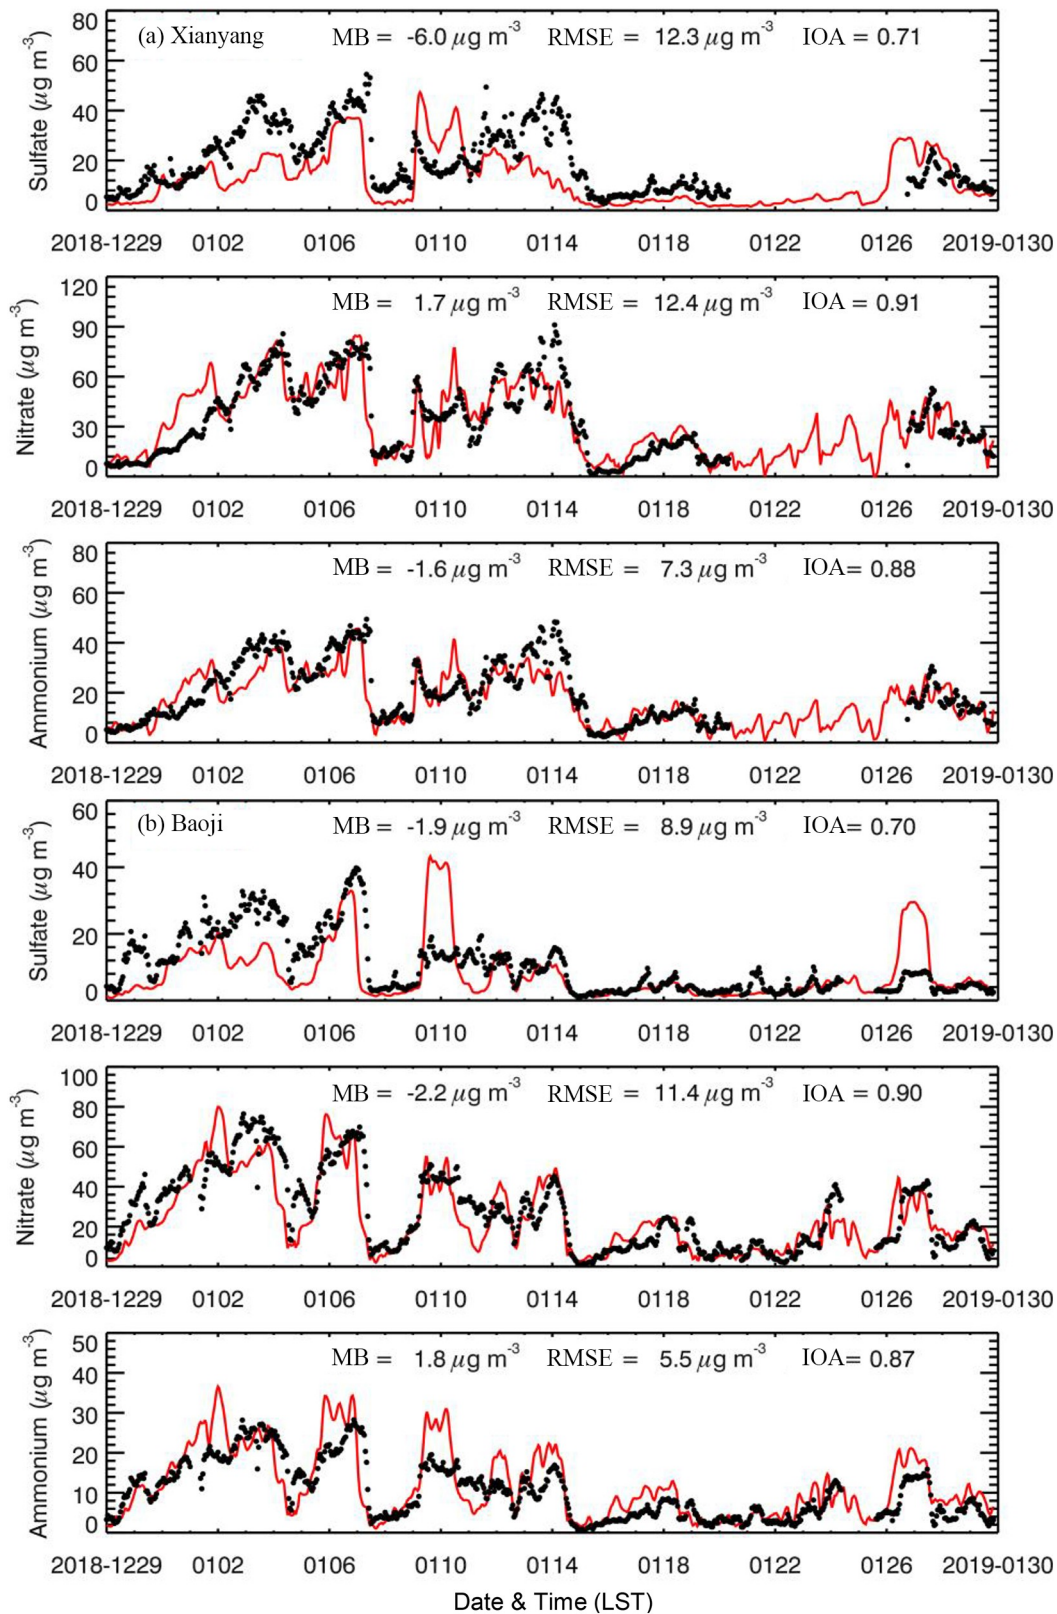 (a) Xianyang MB = -6.0 μg m-3 RMSE = 12.3 μg m-3 IOA = 0.71
Sulfate (μg m-3)
80
60
40
20
0
2018-1229 0102 0106 0110 0114 0118 0122 0126 2019-0130
MB = 1.7 μg m-3 RMSE = 12.4 μg m-3 IOA = 0.91
Nitrate (μg m-3)
120
90
60
30
0
2018-1229 0102 0106 0110 0114 0118 0122 0126 2019-0130
MB = -1.6 μg m-3 RMSE = 7.3 μg m-3 IOA= 0.88
Ammonium (μg m-3)
80
60
40
20
0
2018-1229 0102 0106 0110 0114 0118 0122 0126 2019-0130
(b) Baoji MB = -1.9 μg m-3 RMSE = 8.9 μg m-3 IOA= 0.70
Sulfate (μg m-3)
60
40
20
0
2018-1229 0102 0106 0110 0114 0118 0122 0126 2019-0130
MB = -2.2 μg m-3 RMSE = 11.4 μg m-3 IOA = 0.90
Nitrate (μg m-3)
100
80
60
40
20
0
2018-1229 0102 0106 0110 0114 0118 0122 0126 2019-0130
MB = 1.8 μg m-3 RMSE = 5.5 μg m-3 IOA= 0.87
Ammonium (μg m-3)
50
40
30
20
10
0
2018-1229 0102 0106 0110 0114 0118 0122 0126 2019-0130
Date & Time (LST)